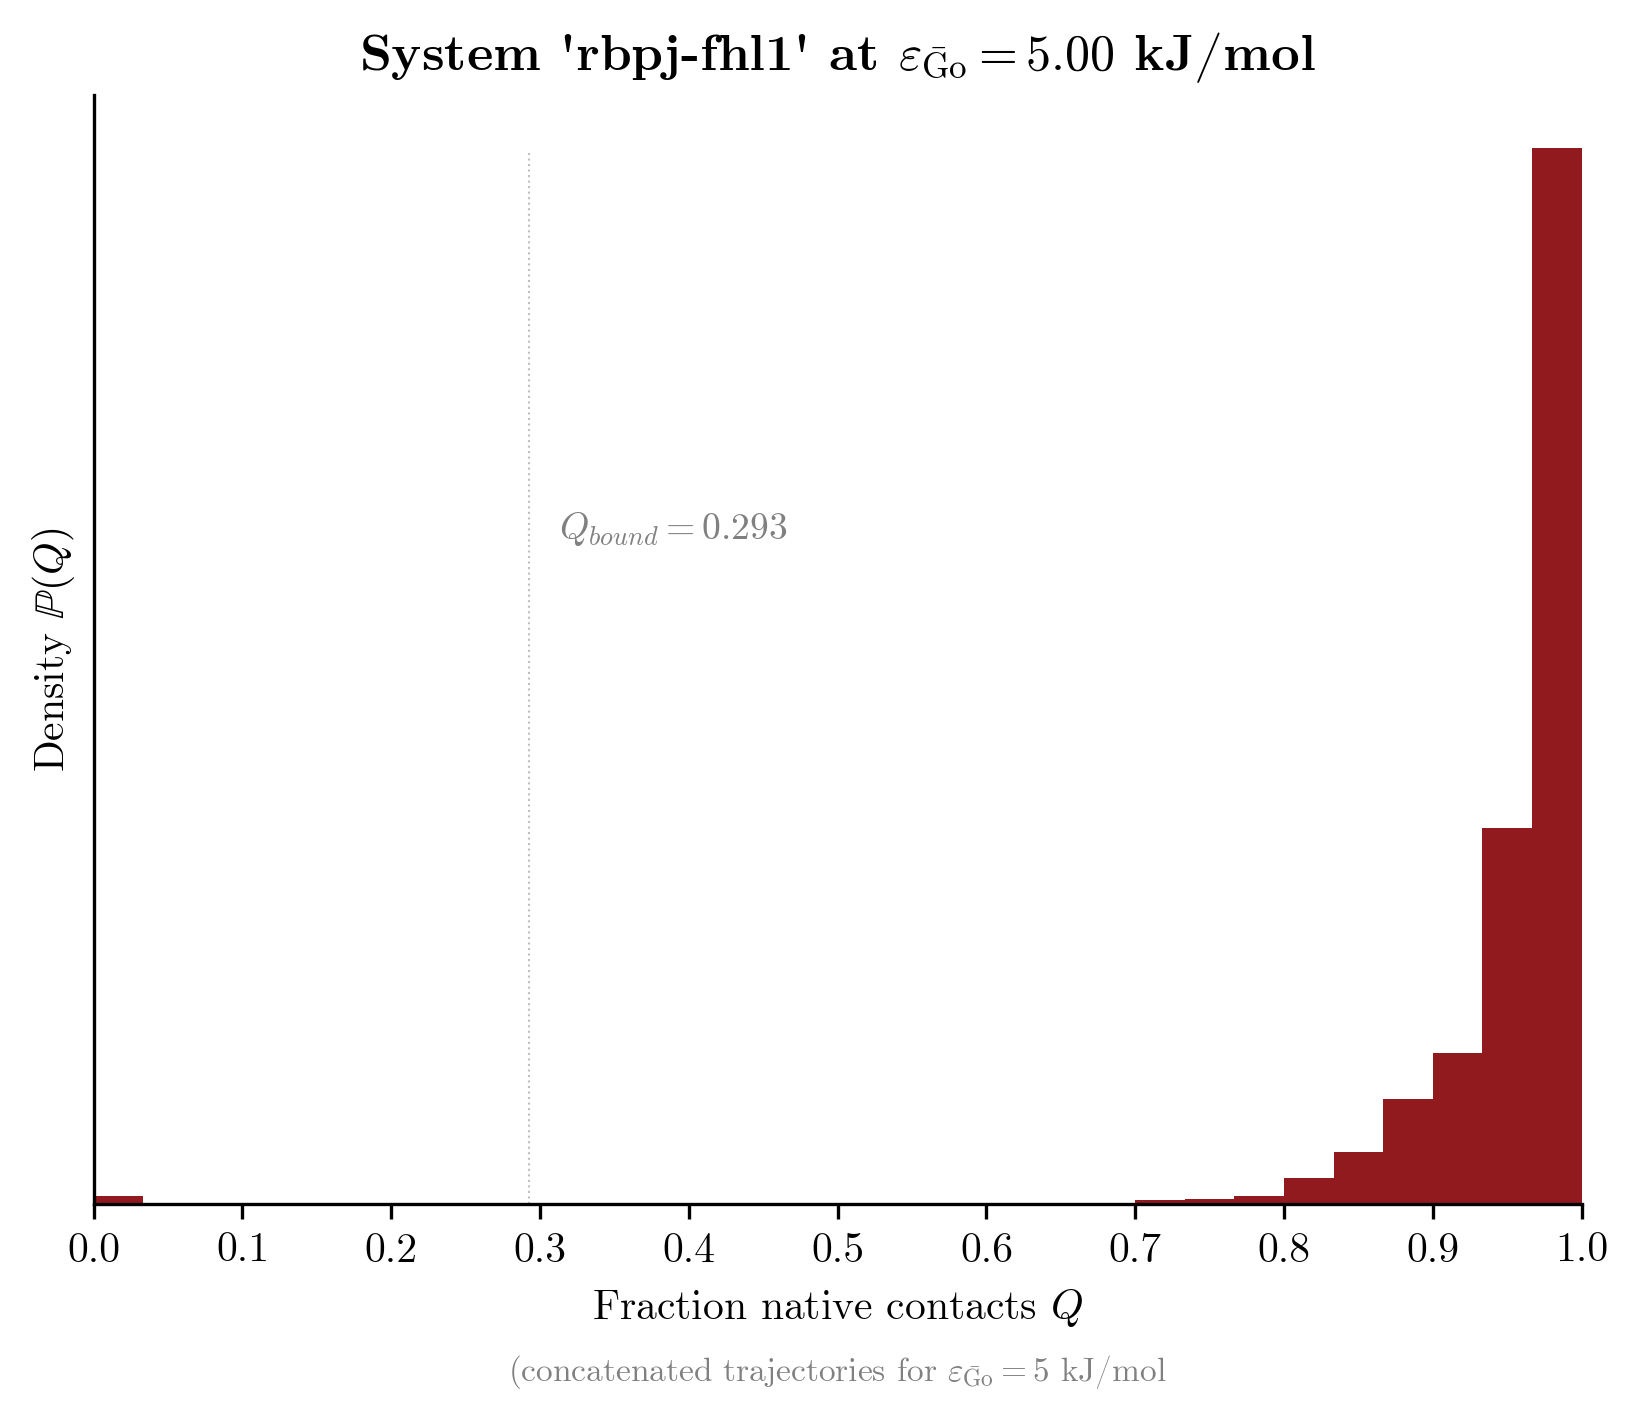 System 'rbpj-fhl1' at ε_Ḡo = 5.00 kJ/mol
Density ℙ(Q)
Q_bound = 0.293
0.0 0.1 0.2 0.3 0.4 0.5 0.6 0.7 0.8 0.9 1.0
Fraction native contacts Q
(concatenated trajectories for ε_Ḡo = 5 kJ/mol